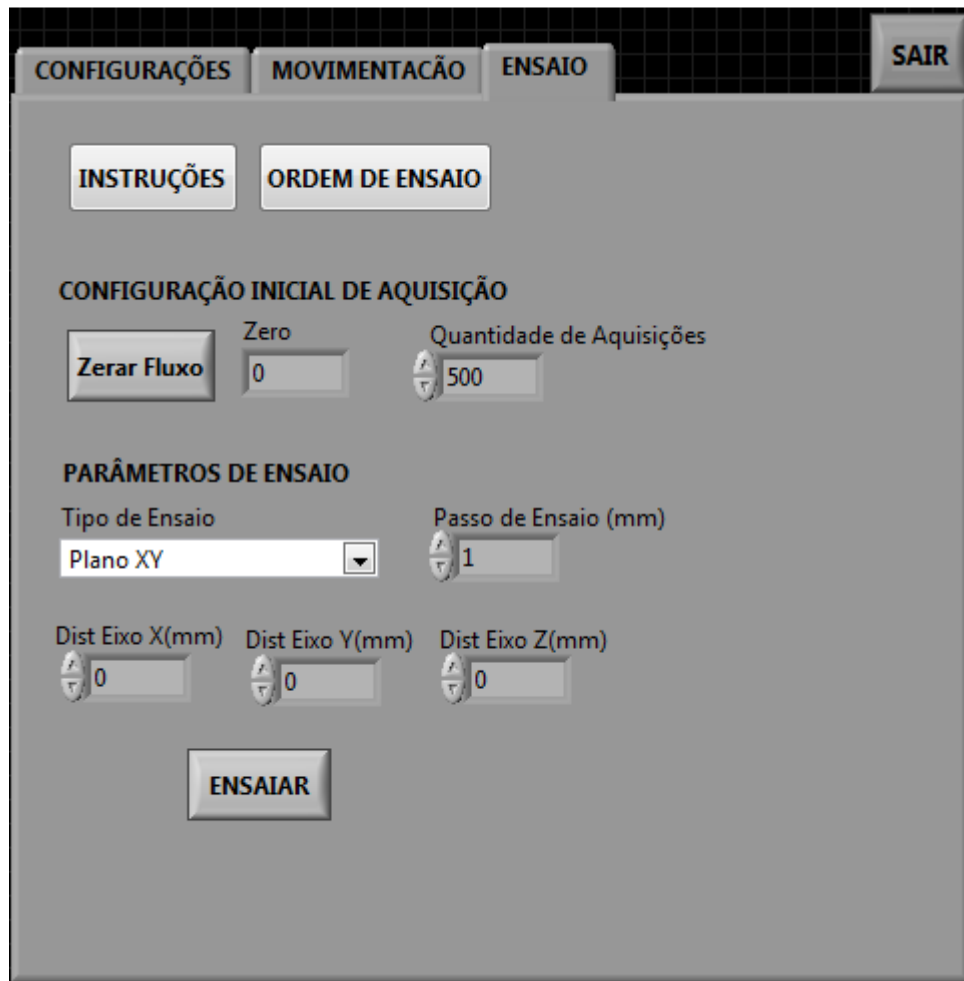 CONFIGURAÇÕES MOVIMENTACÃO ENSAIO SAIR
INSTRUÇÕES ORDEM DE ENSAIO
CONFIGURAÇÃO INICIAL DE AQUISIÇÃO
Zero Quantidade de Aquisições
Zerar Fluxo 0 500
PARÂMETROS DE ENSAIO
Tipo de Ensaio Passo de Ensaio (mm)
Plano XY 1
Dist Eixo X(mm) Dist Eixo Y(mm) Dist Eixo Z(mm)
0 0 0
ENSAIAR